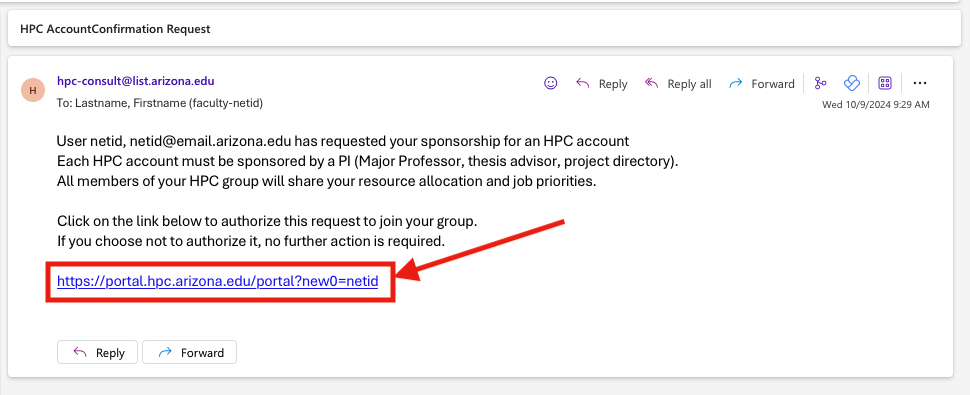 HPC AccountConfirmation Request
H
hpc-consult@list.arizona.edu
Reply
Reply all
Forward
To: Lastname, Firstname (faculty-netid)
Wed 10/9/2024 9:29 AM
User netid, netid@email.arizona.edu has requested your sponsorship for an HPC account
Each HPC account must be sponsored by a PI (Major Professor, thesis advisor, project directory).
All members of your HPC group will share your resource allocation and job priorities.
Click on the link below to authorize this request to join your group.
If you choose not to authorize it, no further action is required.
https://portal.hpc.arizona.edu/portal?new0=netid
Reply
Forward